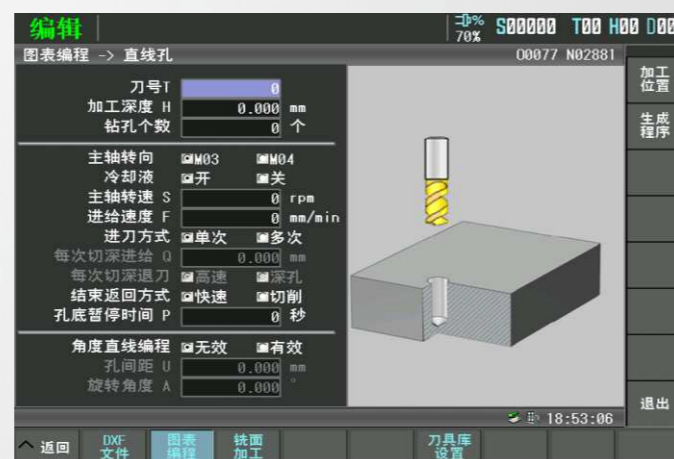 编辑 70% S00000 T00 H00 D00
图表编程 -> 直线孔 O0077 N02881
刀号T 0
加工深度 H 0.000 mm
钻孔个数 0 个
主轴转向 M03 M04
冷却液 开 关
主轴转速 S 0 rpm
进给速度 F 0 mm/min
进刀方式 单次 多次
每次切深进给 Q 0.000 mm
每次切深退刀 高速 深孔
结束返回方式 快速 切削
孔底暂停时间 P 0 秒
角度直线编程 无效 有效
孔间距 U 0.000 mm
旋转角度 A 0.000 °
18:53:06
加工
位置
生成
程序
退出
返回
DXF
文件
图表
编程
铣面
加工
刀具库
设置